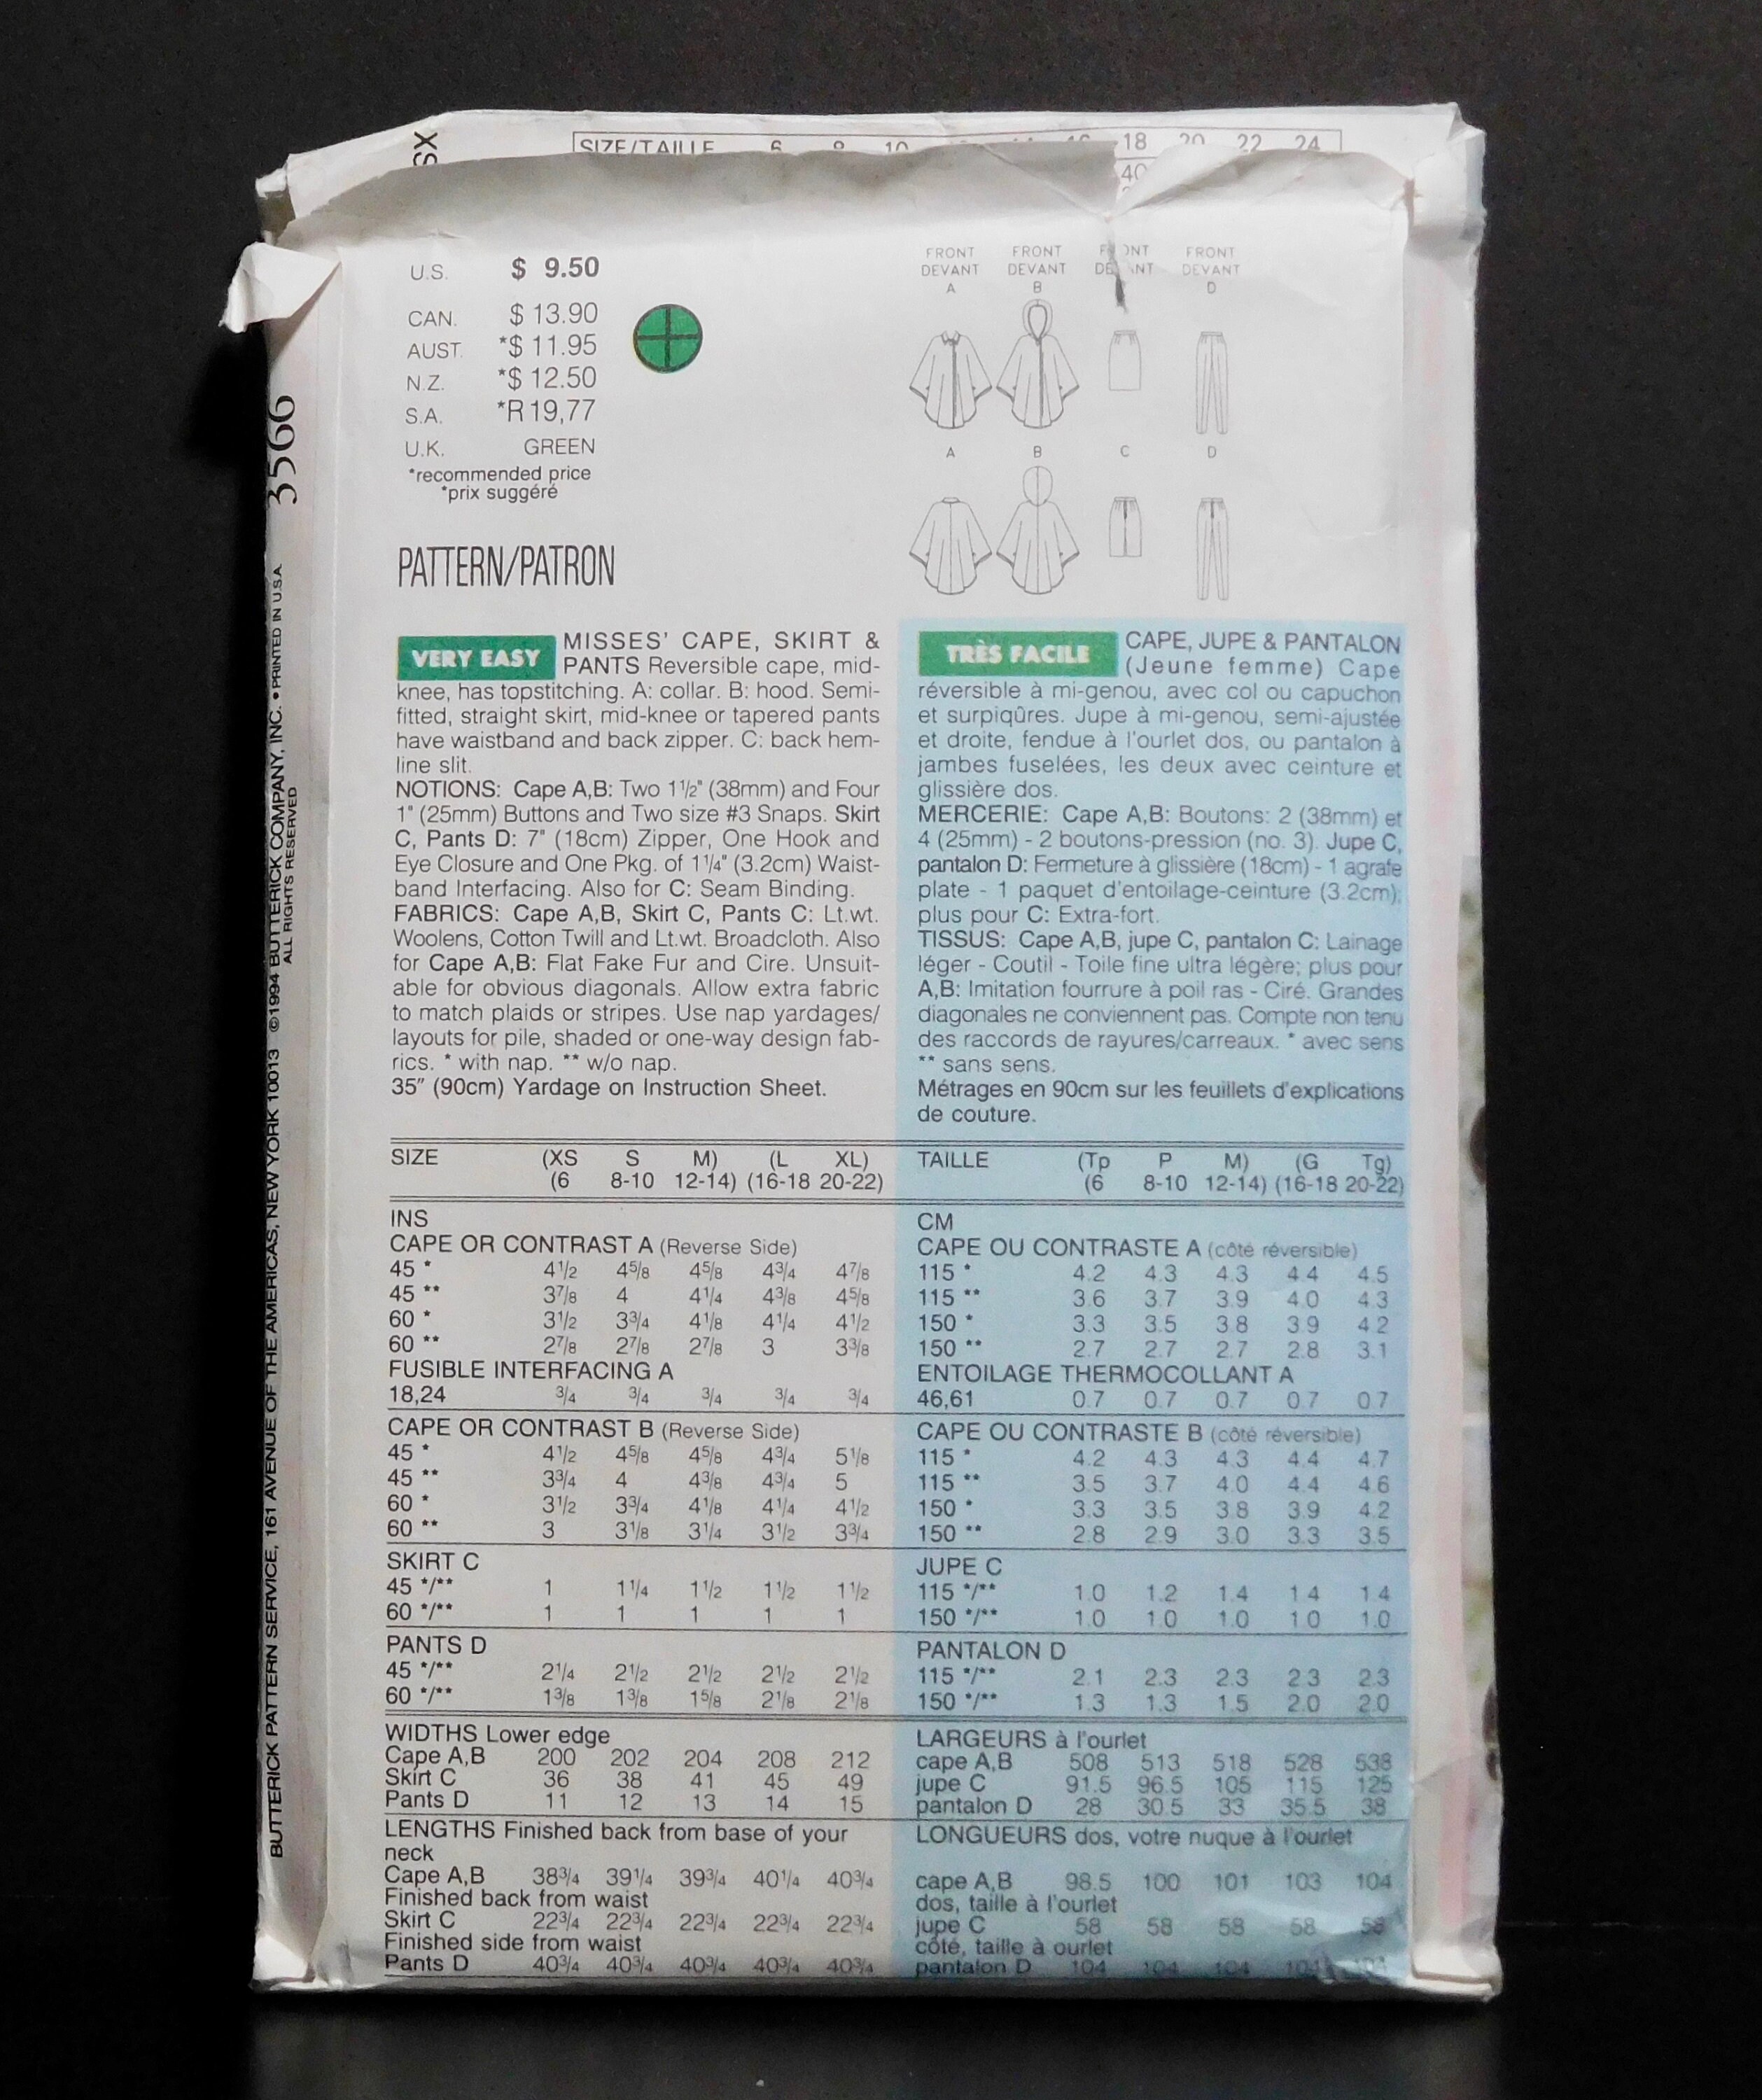 XS
SIZE/TAILLE 6 8 10 18 20 22 24
40
U.S. $ 9.50
CAN. $ 13.90
AUST. *$ 11.95
N.Z. *$ 12.50
S.A. *R19,77
U.K. GREEN
*recommended price
*prix suggéré
FRONT FRONT FRONT FRONT
DEVANT DEVANT DEVANT DEVANT
A B D
A B C D
PATTERN/PATRON
3566
BUTTERICK PATTERN SERVICE, 161 AVENUE OF THE AMERICAS, NEW YORK 10013 ©1994 BUTTERICK COMPANY, INC. • PRINTED IN U.S.A.
ALL RIGHTS RESERVED
VERY EASY MISSES' CAPE, SKIRT &
PANTS Reversible cape, mid-
knee, has topstitching. A: collar. B: hood. Semi-
fitted, straight skirt, mid-knee or tapered pants
have waistband and back zipper. C: back hem-
line slit.
NOTIONS: Cape A,B: Two 1½" (38mm) and Four
1" (25mm) Buttons and Two size #3 Snaps. Skirt
C, Pants D: 7" (18cm) Zipper, One Hook and
Eye Closure and One Pkg. of 1¼" (3.2cm) Waist-
band Interfacing. Also for C: Seam Binding.
FABRICS: Cape A,B, Skirt C, Pants C: Lt.wt.
Woolens, Cotton Twill and Lt.wt. Broadcloth. Also
for Cape A,B: Flat Fake Fur and Cire. Unsuit-
able for obvious diagonals. Allow extra fabric
to match plaids or stripes. Use nap yardages/
layouts for pile, shaded or one-way design fab-
rics. * with nap. ** w/o nap.
35" (90cm) Yardage on Instruction Sheet.
TRÈS FACILE CAPE, JUPE & PANTALON
(Jeune femme) Cape
réversible à mi-genou, avec col ou capuchon
et surpiqûres. Jupe à mi-genou, semi-ajustée
et droite, fendue à l'ourlet dos, ou pantalon à
jambes fuselées, les deux avec ceinture et
glissière dos.
MERCERIE: Cape A,B: Boutons: 2 (38mm) et
4 (25mm) - 2 boutons-pression (no. 3). Jupe C,
pantalon D: Fermeture à glissière (18cm) - 1 agrafe
plate - 1 paquet d'entoilage-ceinture (3.2cm);
plus pour C: Extra-fort.
TISSUS: Cape A,B, jupe C, pantalon C: Lainage
léger - Coutil - Toile fine ultra légère; plus pour
A,B: Imitation fourrure à poil ras - Ciré. Grandes
diagonales ne conviennent pas. Compte non tenu
des raccords de rayures/carreaux. * avec sens
** sans sens.
Métrages en 90cm sur les feuillets d'explications
de couture.
SIZE (XS S M) (L XL)
(6 8-10 12-14) (16-18 20-22)
INS
CAPE OR CONTRAST A (Reverse Side)
45 * 4½ 4⅝ 4⅝ 4¾ 4⅞
45 ** 3⅞ 4 4¼ 4⅜ 4⅝
60 * 3½ 3¾ 4⅛ 4¼ 4½
60 ** 2⅞ 2⅞ 2⅞ 3 3⅜
FUSIBLE INTERFACING A
18,24 ¾ ¾ ¾ ¾ ¾
CAPE OR CONTRAST B (Reverse Side)
45 * 4½ 4⅝ 4⅝ 4¾ 5⅛
45 ** 3¾ 4 4⅜ 4¾ 5
60 * 3½ 3¾ 4⅛ 4¼ 4½
60 ** 3 3⅛ 3¼ 3½ 3¾
SKIRT C
45 */** 1 1¼ 1½ 1½ 1½
60 */** 1 1 1 1 1
PANTS D
45 */** 2¼ 2½ 2½ 2½ 2½
60 */** 1⅜ 1⅜ 1⅝ 2⅛ 2⅛
WIDTHS Lower edge
Cape A,B 200 202 204 208 212
Skirt C 36 38 41 45 49
Pants D 11 12 13 14 15
LENGTHS Finished back from base of your
neck
Cape A,B 38¾ 39¼ 39¾ 40¼ 40¾
Finished back from waist
Skirt C 22¾ 22¾ 22¾ 22¾ 22¾
Finished side from waist
Pants D 40¾ 40¾ 40¾ 40¾ 40¾
TAILLE (Tp P M) (G Tg)
(6 8-10 12-14) (16-18 20-22)
CM
CAPE OU CONTRASTE A (côté réversible)
115 * 4.2 4.3 4.3 4.4 4.5
115 ** 3.6 3.7 3.9 4.0 4.3
150 * 3.3 3.5 3.8 3.9 4.2
150 ** 2.7 2.7 2.7 2.8 3.1
ENTOILAGE THERMOCOLLANT A
46,61 0.7 0.7 0.7 0.7 0.7
CAPE OU CONTRASTE B (côté réversible)
115 * 4.2 4.3 4.3 4.4 4.7
115 ** 3.5 3.7 4.0 4.4 4.6
150 * 3.3 3.5 3.8 3.9 4.2
150 ** 2.8 2.9 3.0 3.3 3.5
JUPE C
115 */** 1.0 1.2 1.4 1.4 1.4
150 */** 1.0 1.0 1.0 1.0 1.0
PANTALON D
115 */** 2.1 2.3 2.3 2.3 2.3
150 */** 1.3 1.3 1.5 2.0 2.0
LARGEURS à l'ourlet
cape A,B 508 513 518 528 538
jupe C 91.5 96.5 105 115 125
pantalon D 28 30.5 33 35.5 38
LONGUEURS dos, votre nuque à l'ourlet
cape A,B 98.5 100 101 103 104
dos, taille à l'ourlet
jupe C 58 58 58 58 58
côté, taille à ourlet
pantalon D 104 104 104 104 104